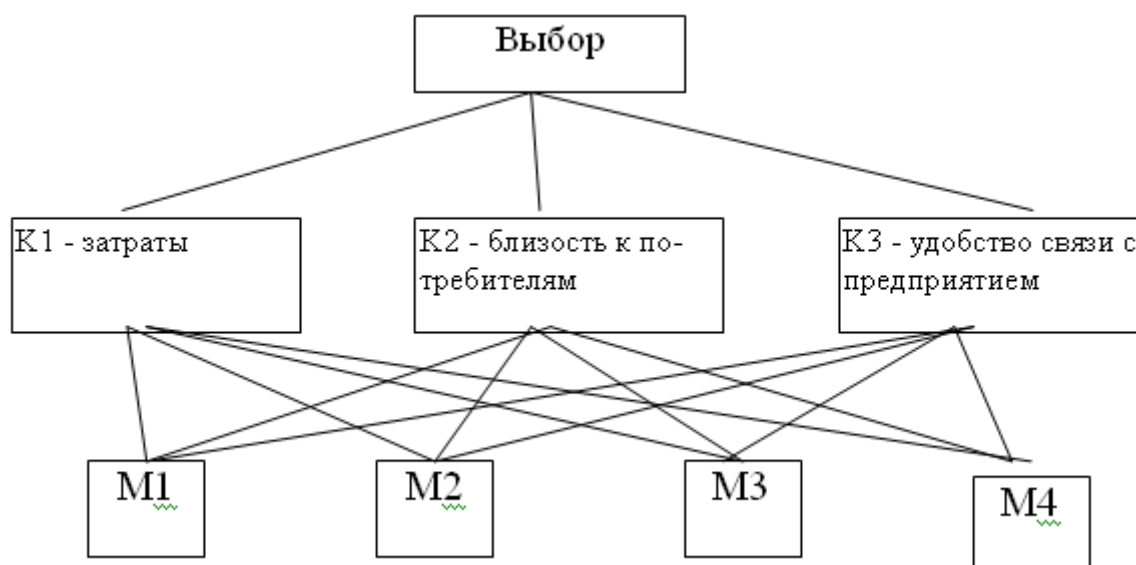 Выбор
К1 - затраты
К2 - близость к по-
требителям
К3 - удобство связи с
предприятием
М1
М2
М3
М4